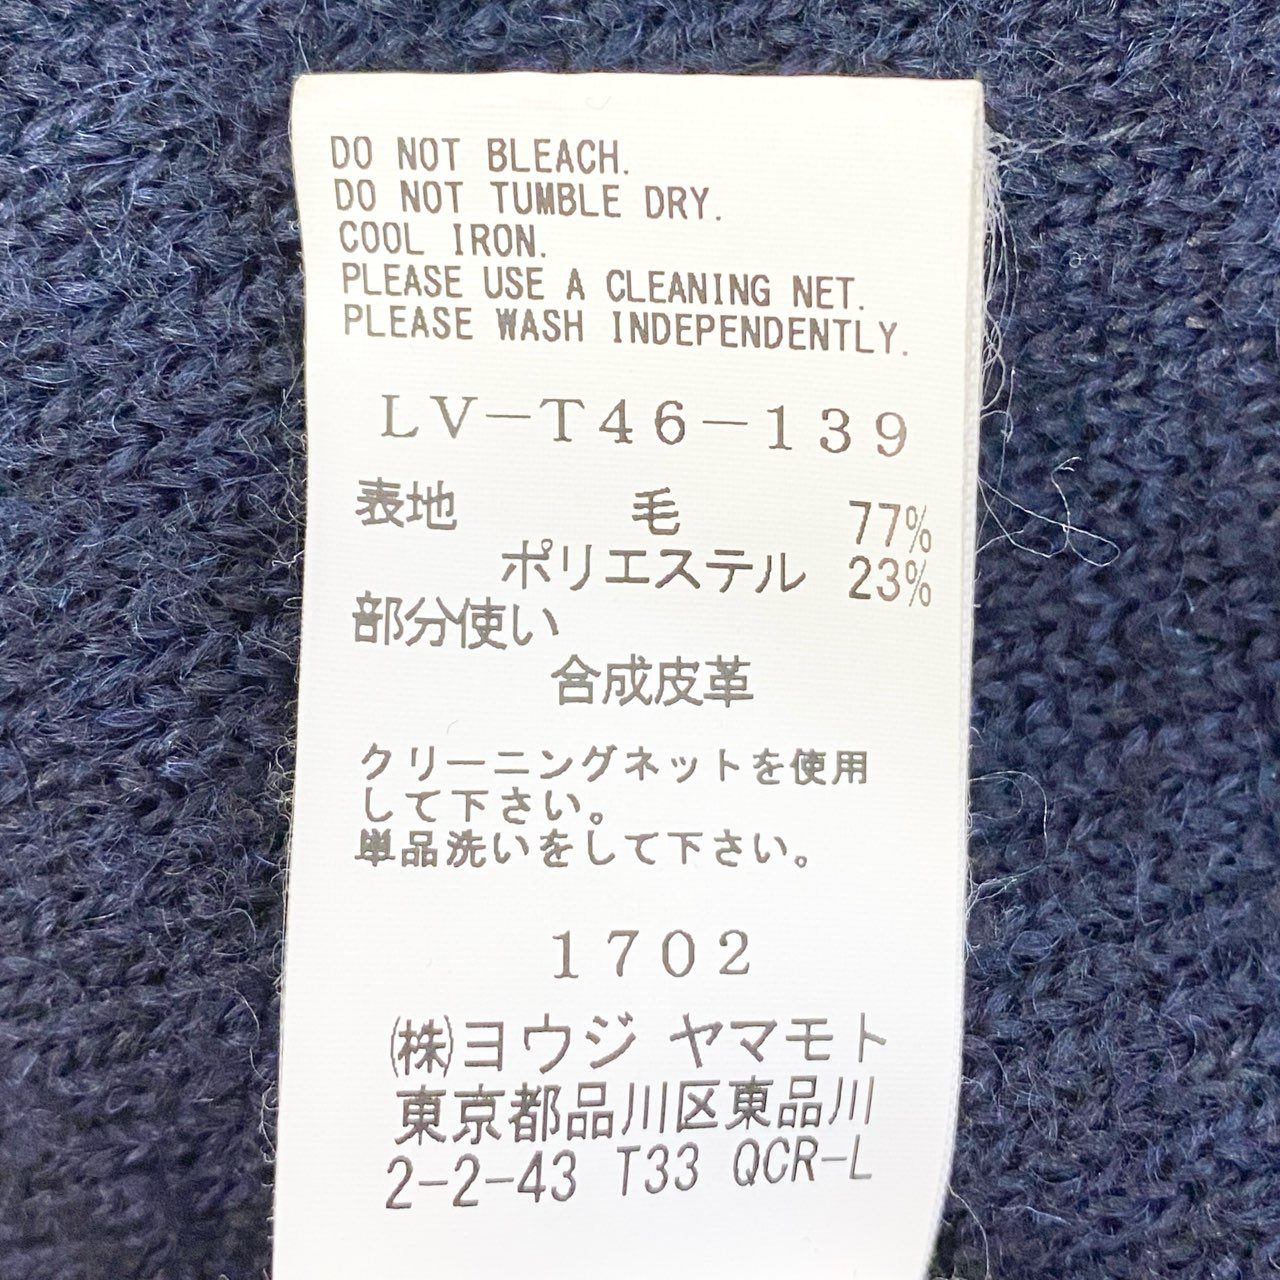 DO NOT BLEACH.
DO NOT TUMBLE DRY.
COOL IRON.
PLEASE USE A CLEANING NET.
PLEASE WASH INDEPENDENTLY.
LV-T46-139
表地 毛 77%
ポリエステル 23%
部分使い
合成皮革
クリーニングネットを使用
して下さい。
単品洗いをして下さい。
1702
(株)ヨウジ ヤマモト
東京都品川区東品川
2-2-43 T33 QCR-L